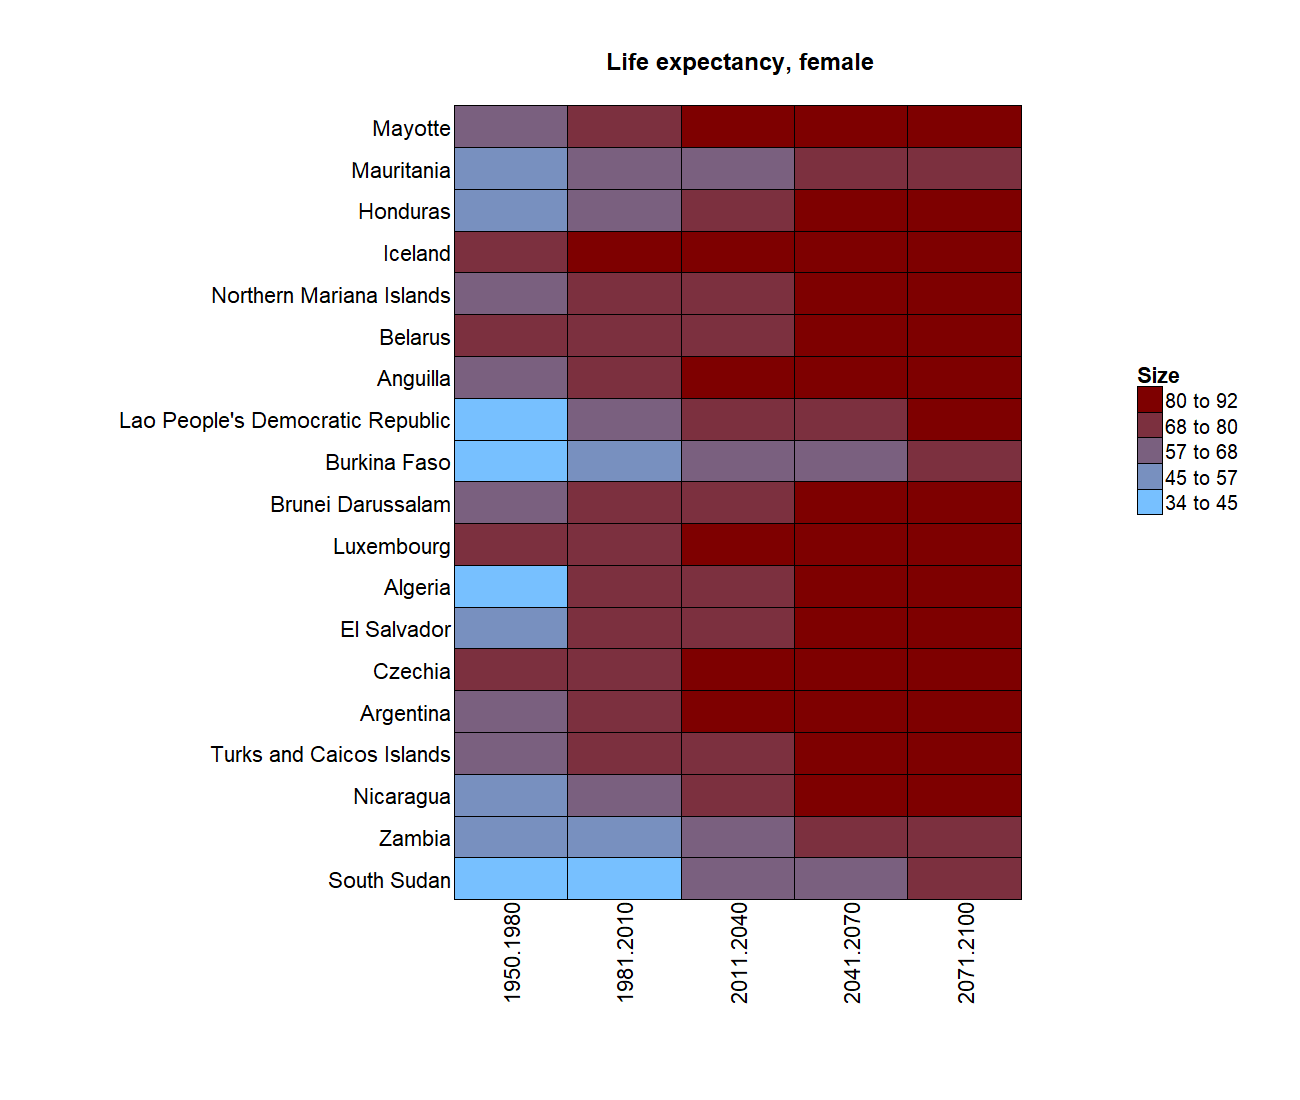 Life expectancy, female
Mayotte
Mauritania
Honduras
Iceland
Northern Mariana Islands
Belarus
Anguilla
Lao People's Democratic Republic
Burkina Faso
Brunei Darussalam
Luxembourg
Algeria
El Salvador
Czechia
Argentina
Turks and Caicos Islands
Nicaragua
Zambia
South Sudan
1950.1980
1981.2010
2011.2040
2041.2070
2071.2100
Size
80 to 92
68 to 80
57 to 68
45 to 57
34 to 45